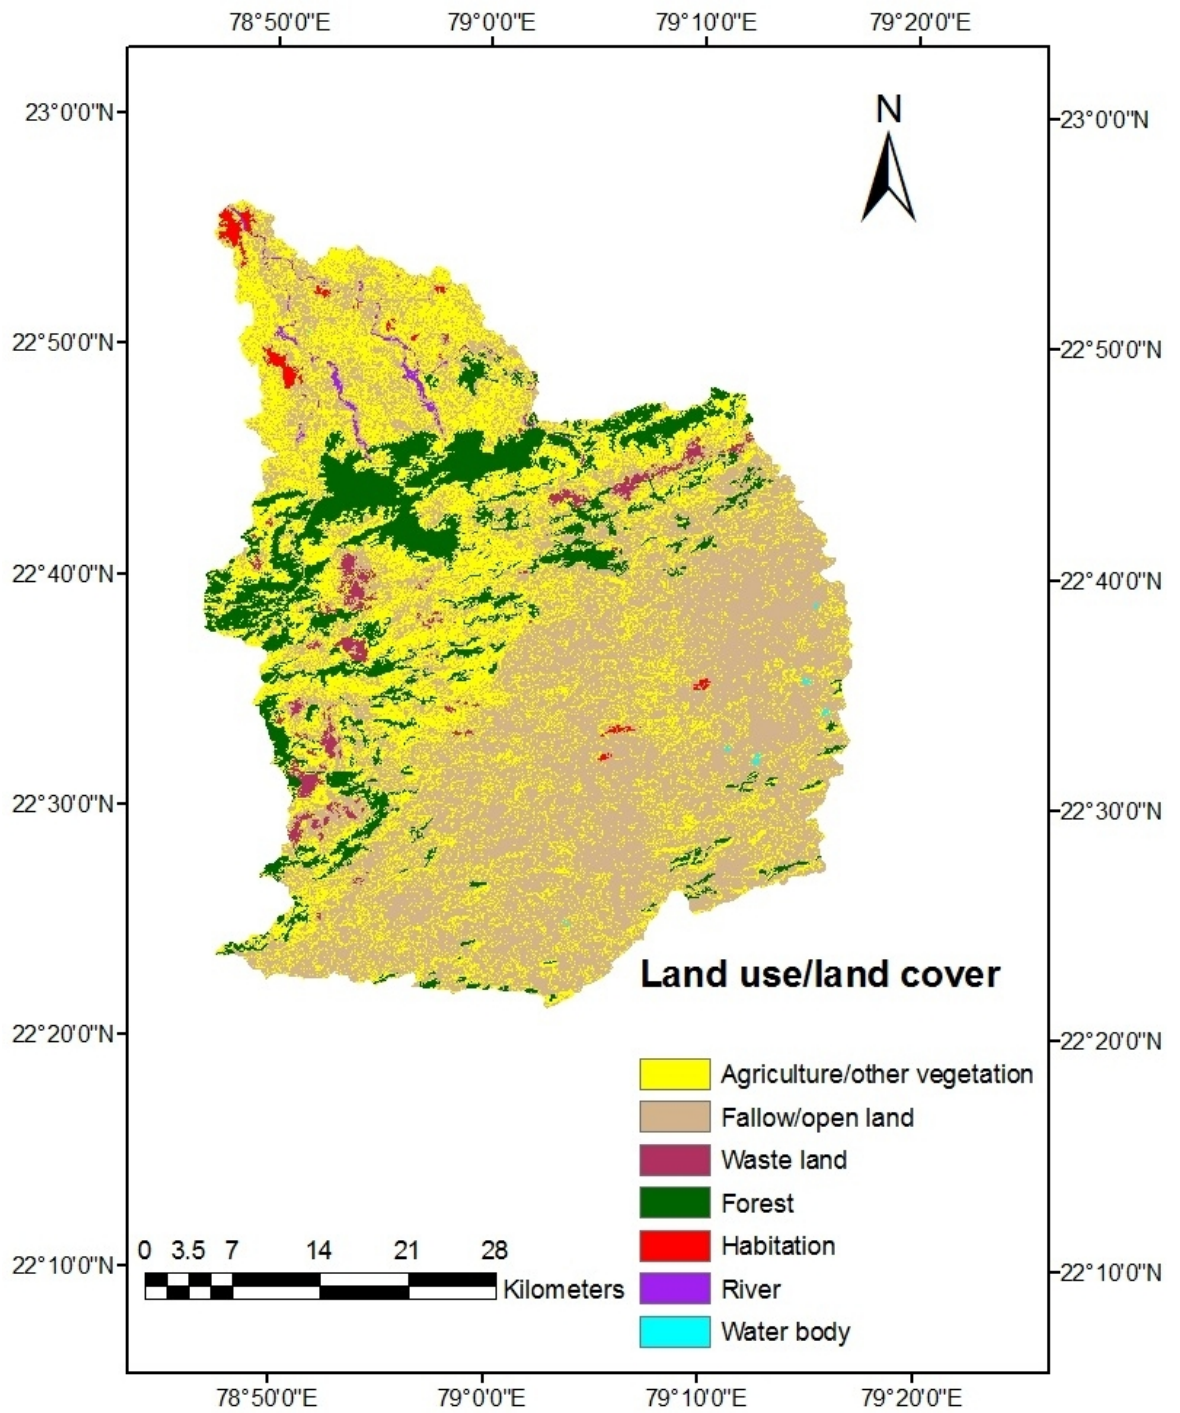 78°50'0"E 79°0'0"E 79°10'0"E 79°20'0"E
23°0'0"N 23°0'0"N
N
22°50'0"N 22°50'0"N
22°40'0"N 22°40'0"N
22°30'0"N 22°30'0"N
Land use/land cover
22°20'0"N 22°20'0"N
Agriculture/other vegetation
Fallow/open land
Waste land
Forest
Habitation
River
Water body
0 3.5 7 14 21 28
Kilometers
22°10'0"N 22°10'0"N
78°50'0"E 79°0'0"E 79°10'0"E 79°20'0"E